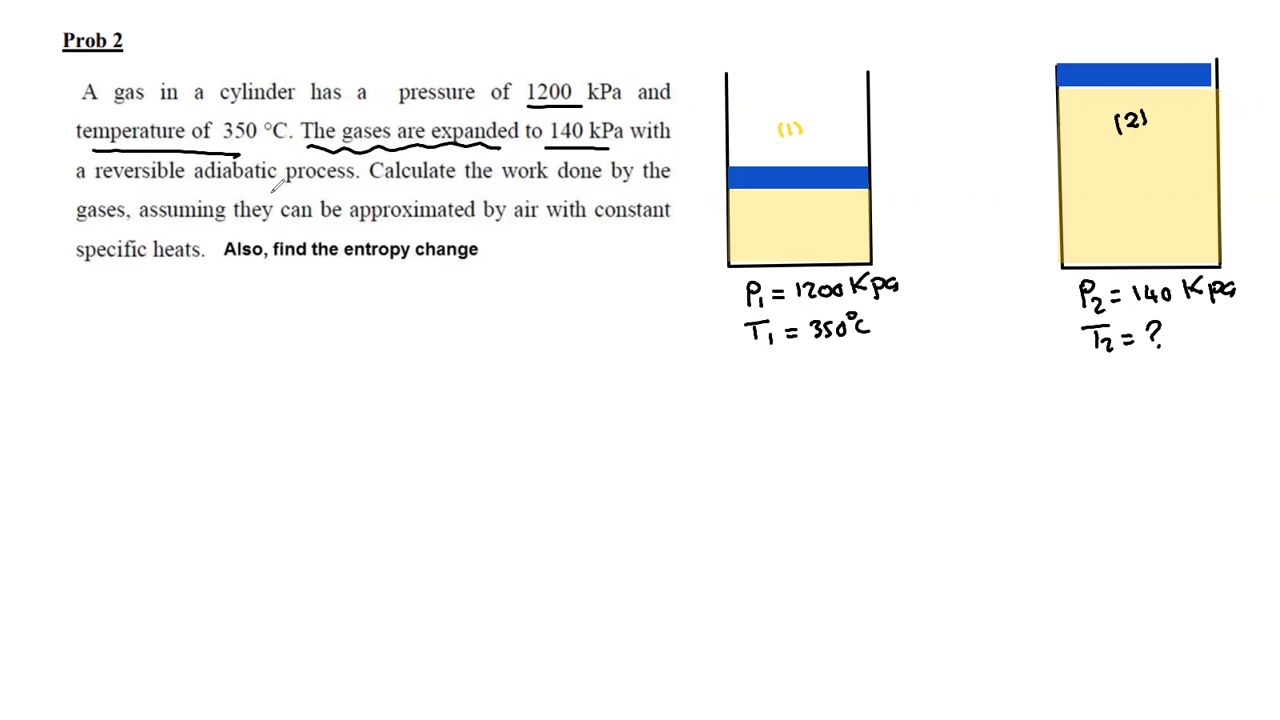 Prob 2
A gas in a cylinder has a pressure of 1200 kPa and
temperature of 350 °C. The gases are expanded to 140 kPa with
a reversible adiabatic process. Calculate the work done by the
gases, assuming they can be approximated by air with constant
specific heats. Also, find the entropy change
(1)
P1 = 1200 Kpa
T1 = 350°C
(2)
P2 = 140 Kpa
T2 = ?